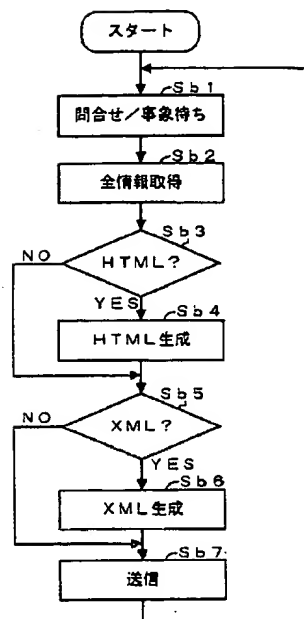 スタート
Sb1
問合せ／事象待ち
Sb2
全情報取得
Sb3
HTML？
NO
YES
Sb4
HTML生成
Sb5
XML？
NO
YES
Sb6
XML生成
Sb7
送信